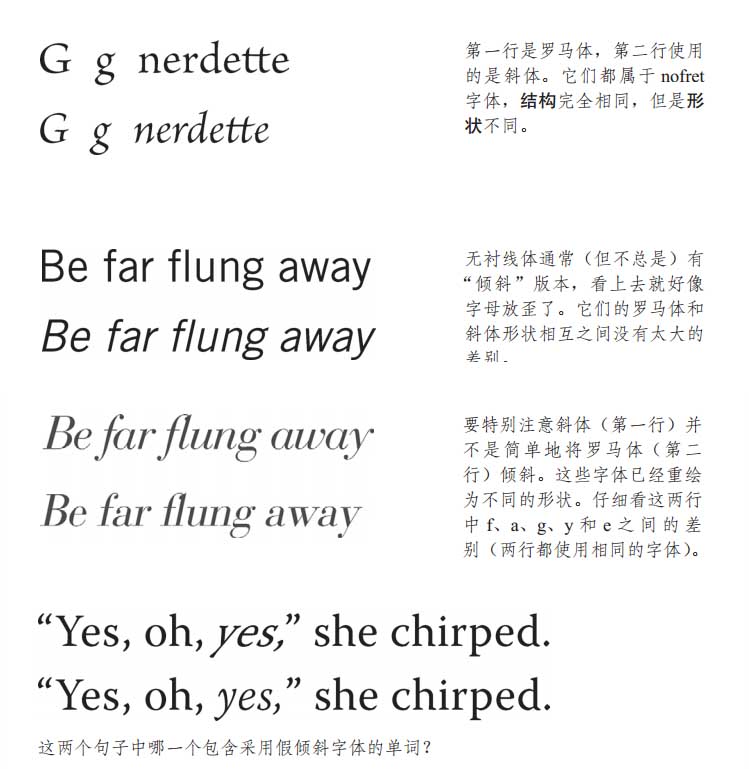 G g nerdette
G g nerdette
第一行是罗马体，第二行使用
的是斜体。它们都属于 nofret
字体，结构完全相同，但是形
状不同。
Be far flung away
Be far flung away
无衬线体通常（但不总是）有
“倾斜”版本，看上去就好像
字母放歪了。它们的罗马体和
斜体形状相互之间没有太大的
差别。
Be far flung away
Be far flung away
要特别注意斜体（第一行）并
不是简单地将罗马体（第二
行）倾斜。这些字体已经重绘
为不同的形状。仔细看这两行
中 f、a、g、y 和 e 之间的差
别（两行都使用相同的字体）。
“Yes, oh, yes,” she chirped.
“Yes, oh, yes,” she chirped.
这两个句子中哪一个包含采用假倾斜字体的单词？